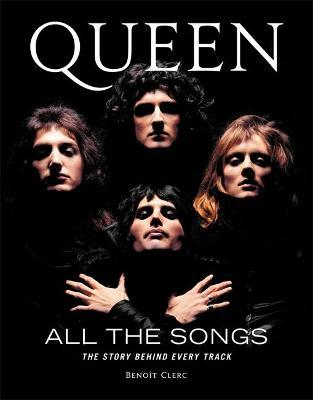 QUEEN
ALL THE SONGS
THE STORY BEHIND EVERY TRACK
BENOÎT CLERC